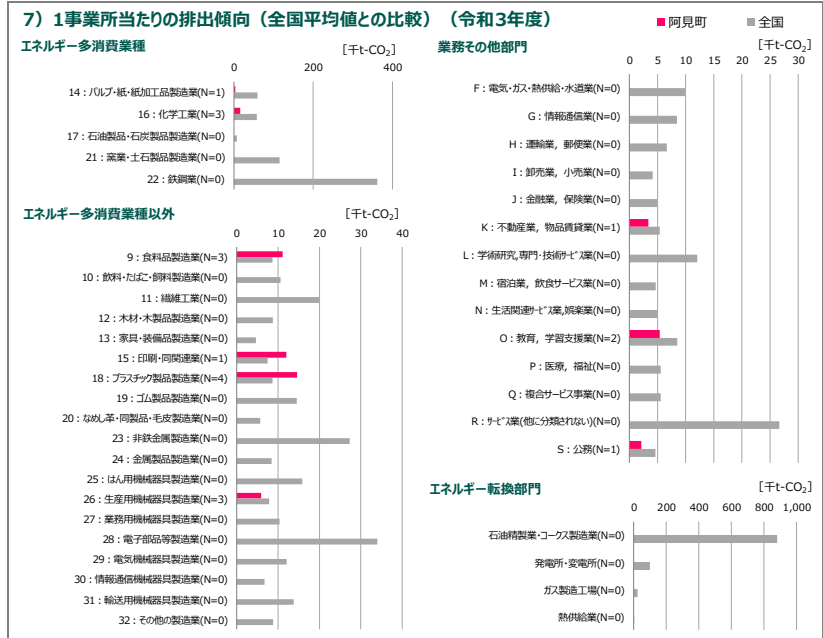 7）1事業所当たりの排出傾向（全国平均値との比較）（令和3年度）
阿見町
全国
エネルギー多消費業種
[千t-CO₂]
0 200 400
14：パルプ・紙・紙加工品製造業(N=1)
16：化学工業(N=3)
17：石油製品・石炭製品製造業(N=0)
21：窯業・土石製品製造業(N=0)
22：鉄鋼業(N=0)
エネルギー多消費業種以外
[千t-CO₂]
0 10 20 30 40
9：食料品製造業(N=3)
10：飲料・たばこ・飼料製造業(N=0)
11：繊維工業(N=0)
12：木材・木製品製造業(N=0)
13：家具・装備品製造業(N=0)
15：印刷・同関連業(N=1)
18：プラスチック製品製造業(N=4)
19：ゴム製品製造業(N=0)
20：なめし革・同製品・毛皮製造業(N=0)
23：非鉄金属製造業(N=0)
24：金属製品製造業(N=0)
25：はん用機械器具製造業(N=0)
26：生産用機械器具製造業(N=3)
27：業務用機械器具製造業(N=0)
28：電子部品等製造業(N=0)
29：電気機械器具製造業(N=0)
30：情報通信機械器具製造業(N=0)
31：輸送用機械器具製造業(N=0)
32：その他の製造業(N=0)
業務その他部門
[千t-CO₂]
0 5 10 15 20 25 30
F：電気・ガス・熱供給・水道業(N=0)
G：情報通信業(N=0)
H：運輸業，郵便業(N=0)
I：卸売業，小売業(N=0)
J：金融業，保険業(N=0)
K：不動産業，物品賃貸業(N=1)
L：学術研究,専門・技術ｻｰﾋﾞｽ業(N=0)
M：宿泊業，飲食サービス業(N=0)
N：生活関連ｻｰﾋﾞｽ業,娯楽業(N=0)
O：教育，学習支援業(N=2)
P：医療，福祉(N=0)
Q：複合サービス事業(N=0)
R：ｻｰﾋﾞｽ業(他に分類されない)(N=0)
S：公務(N=1)
エネルギー転換部門
[千t-CO₂]
0 200 400 600 800 1,000
石油精製業・コークス製造業(N=0)
発電所・変電所(N=0)
ガス製造工場(N=0)
熱供給業(N=0)